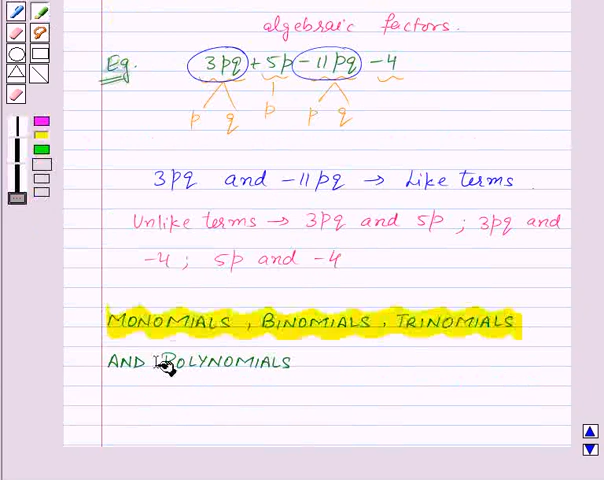 algebraic factors.
Eg. 3pq + 5p - 11pq - 4
p q p p q
3pq and -11pq → Like terms.
Unlike terms → 3pq and 5p ; 3pq and
-4 ; 5p and -4
MONOMIALS, BINOMIALS, TRINOMIALS
AND POLYNOMIALS